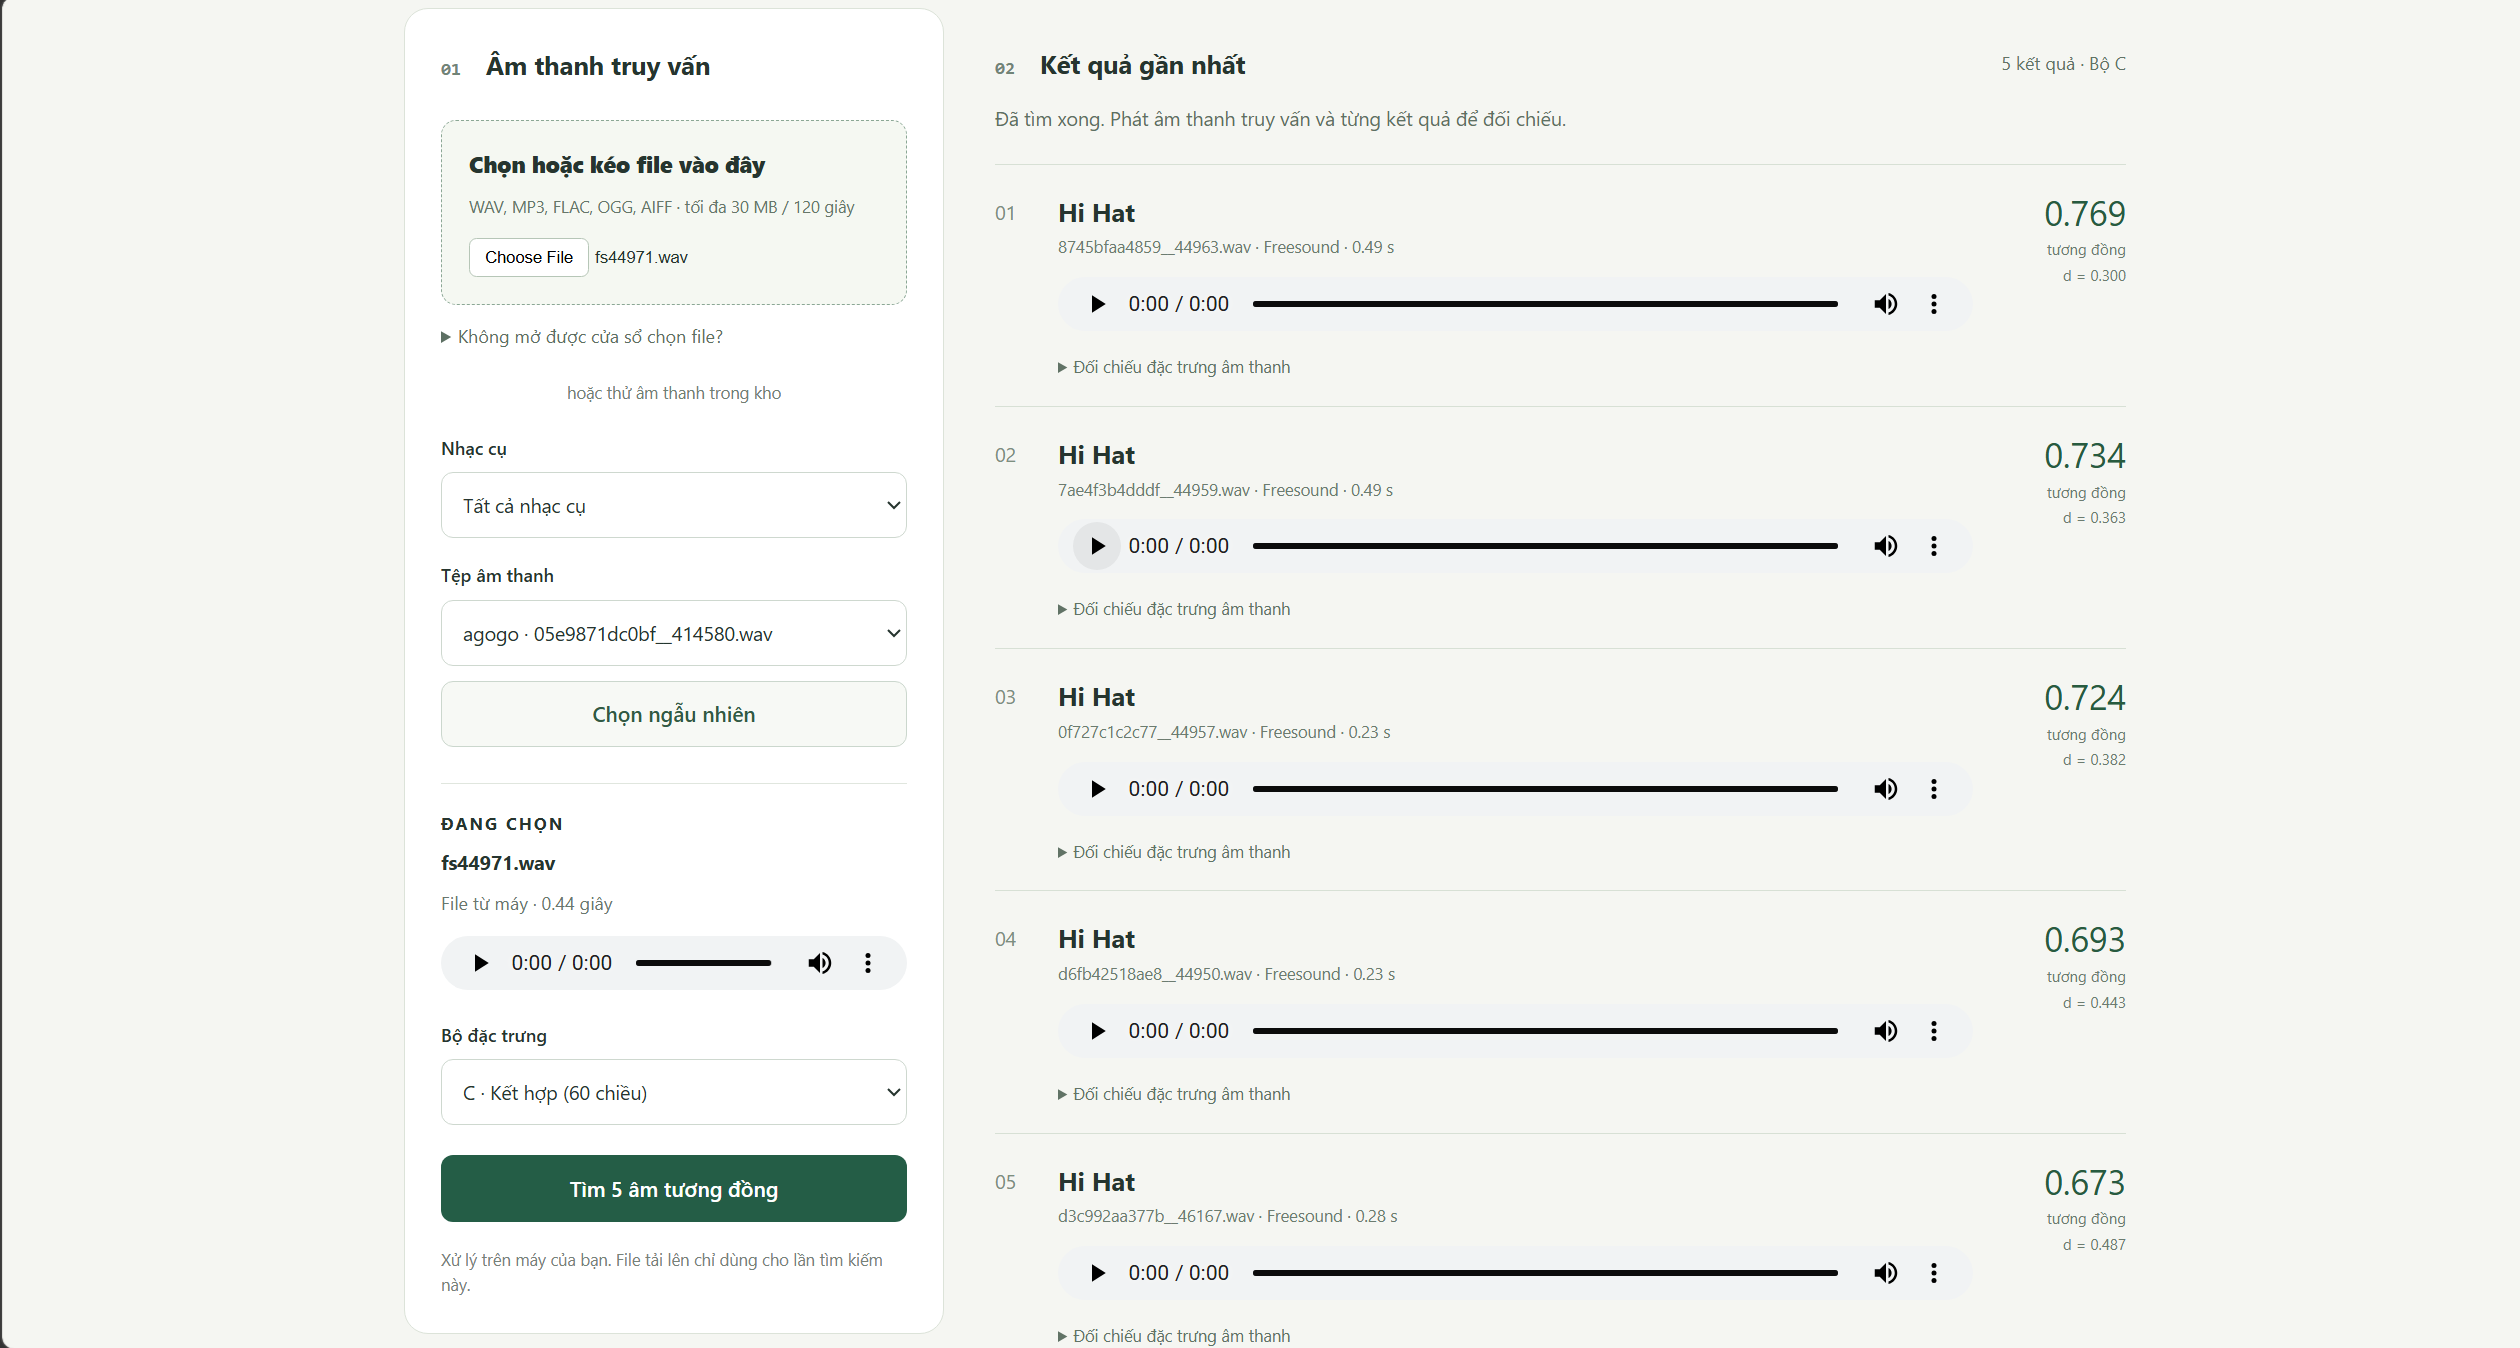 01 Âm thanh truy vấn
Chọn hoặc kéo file vào đây
WAV, MP3, FLAC, OGG, AIFF · tối đa 30 MB / 120 giây
Choose File fs44971.wav
Không mở được cửa sổ chọn file?
hoặc thử âm thanh trong kho
Nhạc cụ
Tất cả nhạc cụ
Tệp âm thanh
agogo · 05e9871dc0bf__414580.wav
Chọn ngẫu nhiên
ĐANG CHỌN
fs44971.wav
File từ máy · 0.44 giây
0:00 / 0:00
Bộ đặc trưng
C · Kết hợp (60 chiều)
Tìm 5 âm tương đồng
Xử lý trên máy của bạn. File tải lên chỉ dùng cho lần tìm kiếm
này.
02 Kết quả gần nhất
5 kết quả · Bộ C
Đã tìm xong. Phát âm thanh truy vấn và từng kết quả để đối chiếu.
01 Hi Hat
8745bfaa4859__44963.wav · Freesound · 0.49 s
0:00 / 0:00
Đối chiếu đặc trưng âm thanh
0.769
tương đồng
d = 0.300
02 Hi Hat
7ae4f3b4dddf__44959.wav · Freesound · 0.49 s
0:00 / 0:00
Đối chiếu đặc trưng âm thanh
0.734
tương đồng
d = 0.363
03 Hi Hat
0f727c1c2c77__44957.wav · Freesound · 0.23 s
0:00 / 0:00
Đối chiếu đặc trưng âm thanh
0.724
tương đồng
d = 0.382
04 Hi Hat
d6fb42518ae8__44950.wav · Freesound · 0.23 s
0:00 / 0:00
Đối chiếu đặc trưng âm thanh
0.693
tương đồng
d = 0.443
05 Hi Hat
d3c992aa377b__46167.wav · Freesound · 0.28 s
0:00 / 0:00
Đối chiếu đặc trưng âm thanh
0.673
tương đồng
d = 0.487